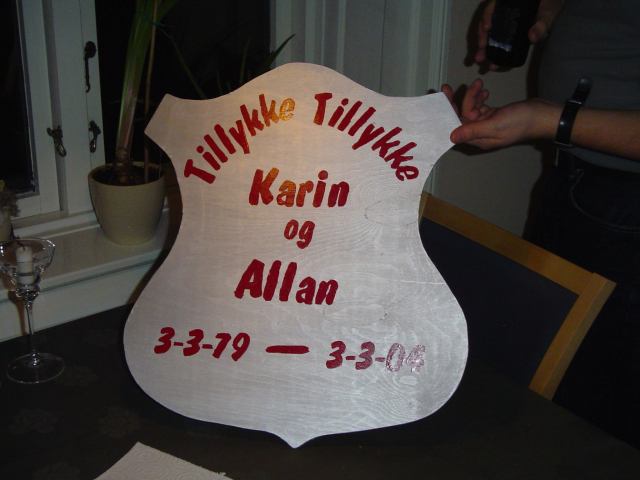 Tillykke Tillykke
Karin
og
Allan
3-3-79 — 3-3-04